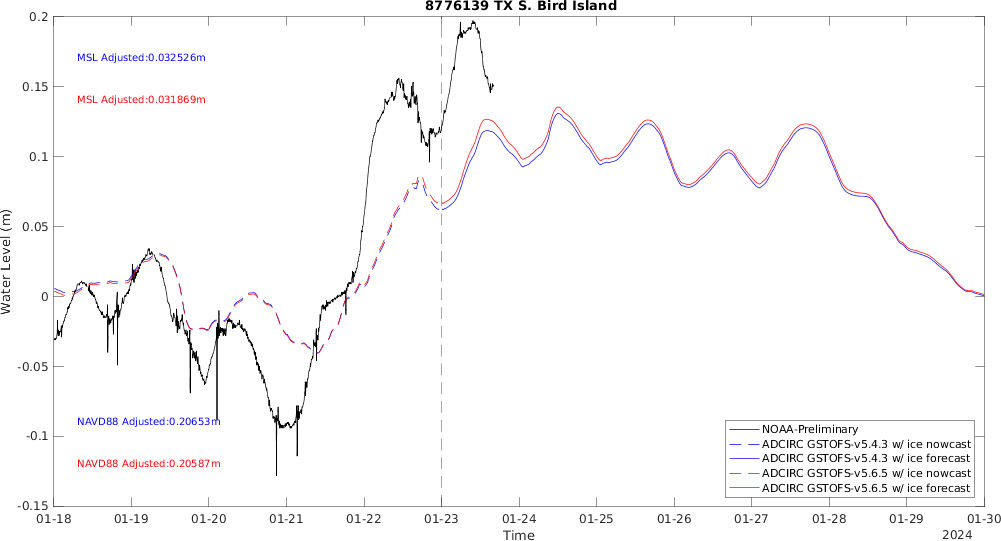 8776139 TX S. Bird Island
0.2
0.15
0.1
0.05
0
-0.05
-0.1
-0.15
Water Level (m)
MSL Adjusted:0.032526m
MSL Adjusted:0.031869m
NAVD88 Adjusted:0.20653m
NAVD88 Adjusted:0.20587m
NOAA-Preliminary
ADCIRC GSTOFS-v5.4.3 w/ ice nowcast
ADCIRC GSTOFS-v5.4.3 w/ ice forecast
ADCIRC GSTOFS-v5.6.5 w/ ice nowcast
ADCIRC GSTOFS-v5.6.5 w/ ice forecast
01-18 01-19 01-20 01-21 01-22 01-23 01-24 01-25 01-26 01-27 01-28 01-29 01-30
Time
2024